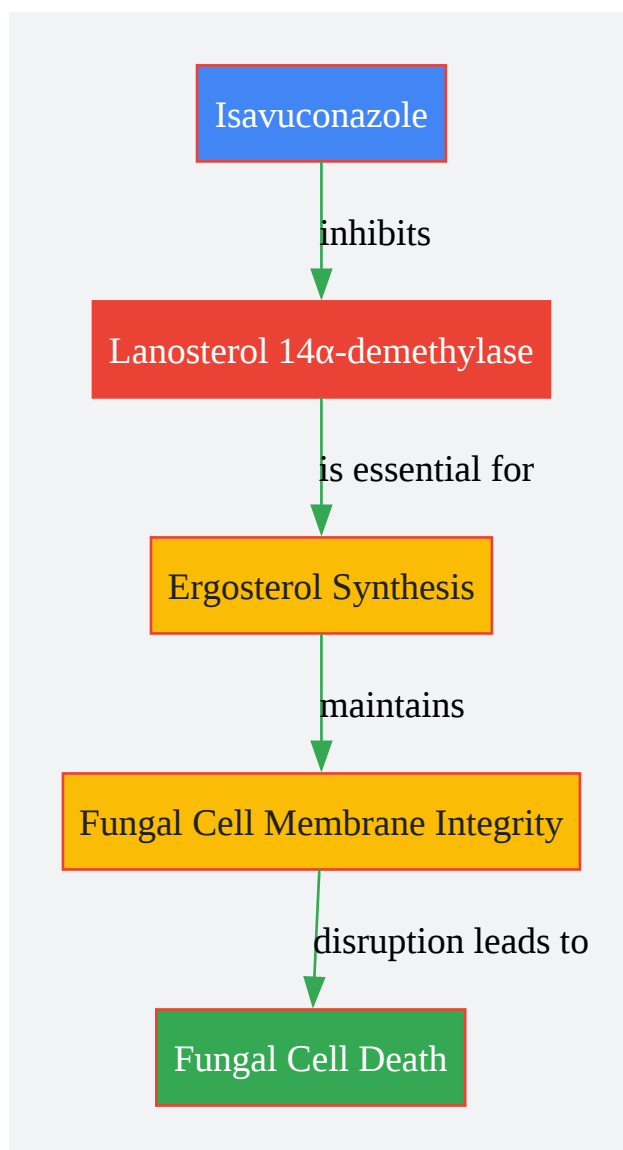 Isavuconazole
inhibits
Lanosterol 14α-demethylase
is essential for
Ergosterol Synthesis
maintains
Fungal Cell Membrane Integrity
disruption leads to
Fungal Cell Death